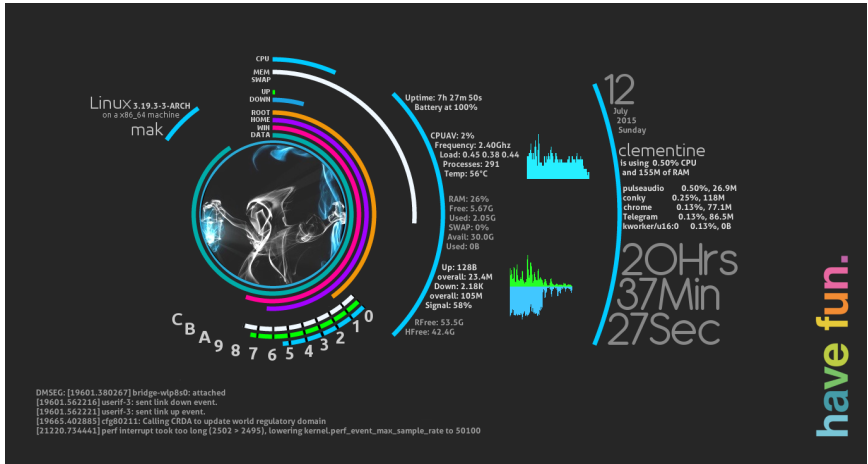 CPU
MEM
SWAP
UP
DOWN
ROOT
HOME
WIN
DATA
Linux 3.19.3-3-ARCH
on a x86_64 machine
mak
C B A 9 8 7 6 5 4 3 2 1 0
Uptime: 7h 27m 50s
Battery at 100%
CPUAV: 2%
Frequency: 2.40Ghz
Load: 0.45 0.38 0.44
Processes: 291
Temp: 56°C
RAM: 26%
Free: 5.67G
Used: 2.05G
SWAP: 0%
Avail: 30.0G
Used: 0B
Up: 128B
overall: 23.4M
Down: 2.18K
overall: 105M
Signal: 58%
RFree: 53.5G
HFree: 42.4G
12
July
2015
Sunday
clementine
is using 0.50% CPU
and 155M of RAM
pulseaudio 0.50%, 26.9M
conky 0.25%, 118M
chrome 0.13%, 77.1M
Telegram 0.13%, 86.5M
kworker/u16:0 0.13%, 0B
20Hrs
37Min
27Sec
have fun.
DMSEG: [19601.380267] bridge-wlp8s0: attached
[19601.562216] userif-3: sent link down event.
[19601.562221] userif-3: sent link up event.
[19665.402885] cfg80211: Calling CRDA to update world regulatory domain
[21220.734441] perf interrupt took too long (2502 > 2495), lowering kernel.perf_event_max_sample_rate to 50100